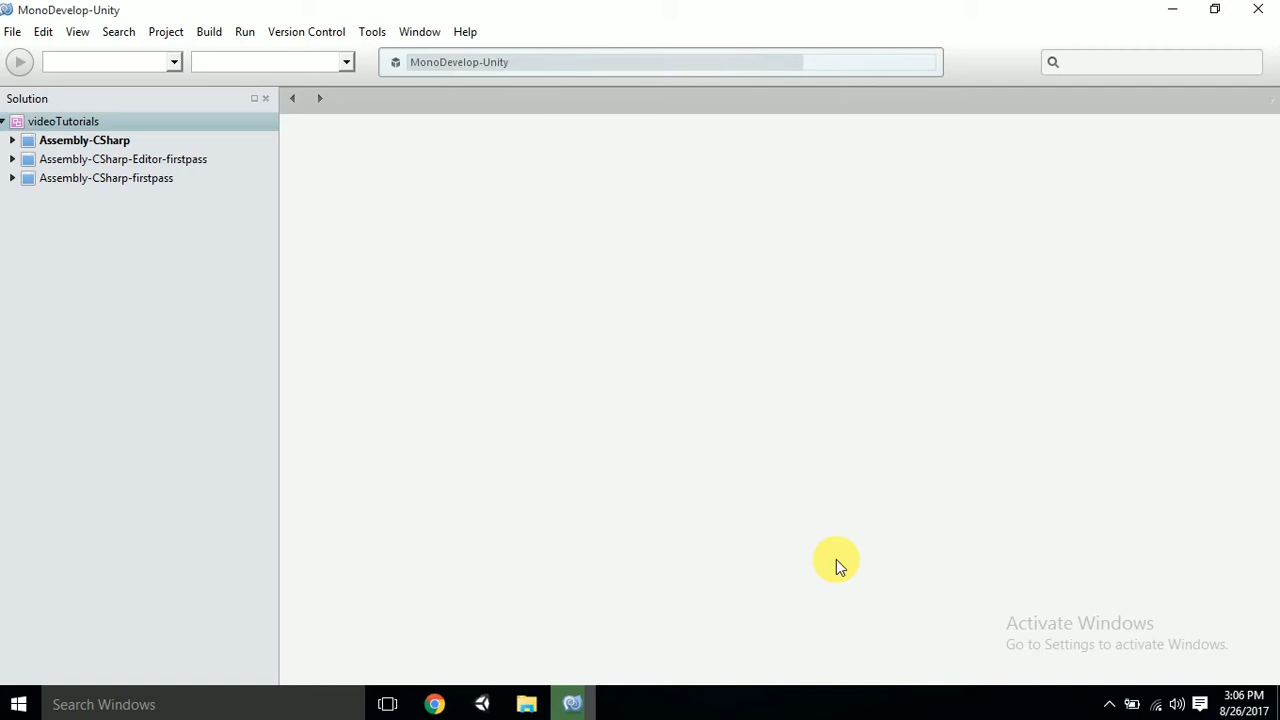 MonoDevelop-Unity
File Edit View Search Project Build Run Version Control Tools Window Help
MonoDevelop-Unity
Solution
videoTutorials
Assembly-CSharp
Assembly-CSharp-Editor-firstpass
Assembly-CSharp-firstpass
Activate Windows
Go to Settings to activate Windows.
Search Windows
3:06 PM
8/26/2017